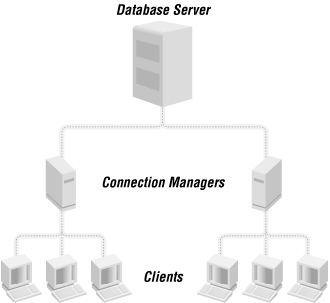 Database Server
Connection Managers
Clients